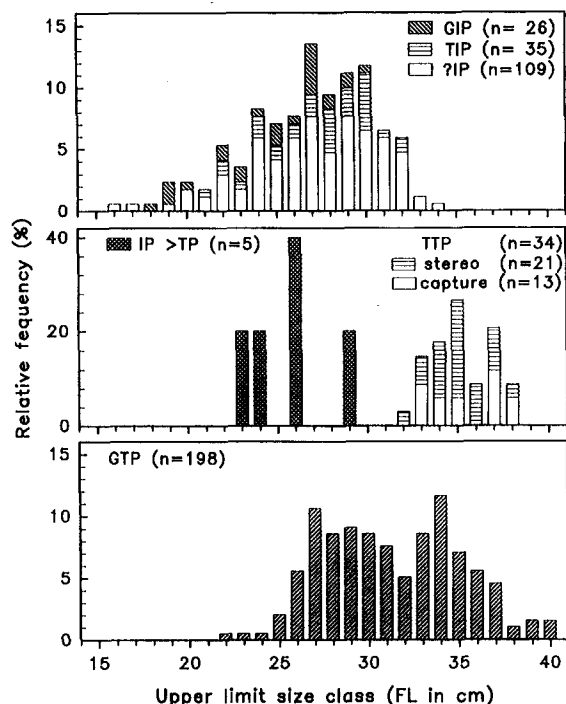 15
10
5
0
GIP (n= 26)
TIP (n= 35)
?IP (n=109)
Relative fequency (%)
40
20
0
IP >TP (n=5)
TTP (n=34)
stereo (n=21)
capture (n=13)
10
5
0
GTP (n=198)
15 20 25 30 35 40
Upper limit size class (FL in cm)